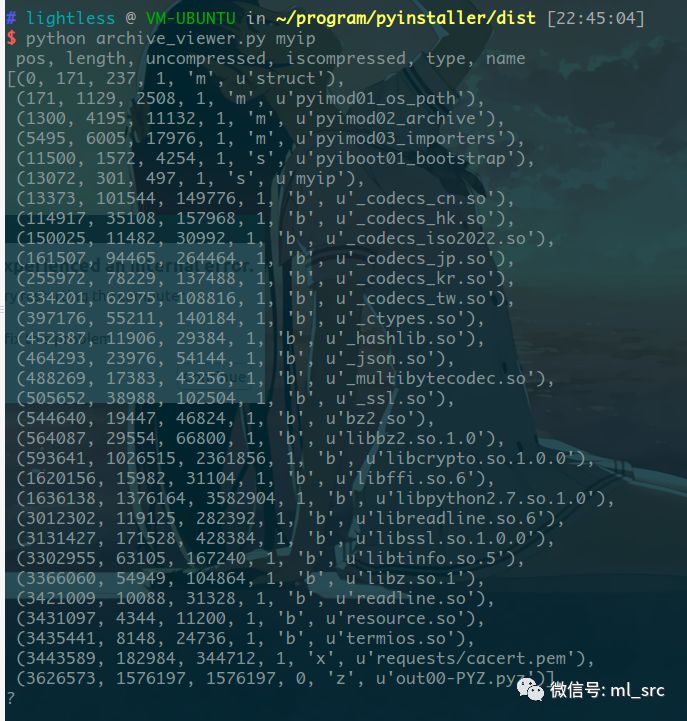 # lightless @ VM-UBUNTU in ~/program/pyinstaller/dist [22:45:04]
$ python archive_viewer.py myip
 pos, length, uncompressed, iscompressed, type, name
[(0, 171, 237, 1, 'm', u'struct'),
 (171, 1129, 2508, 1, 'm', u'pyimod01_os_path'),
 (1300, 4195, 11132, 1, 'm', u'pyimod02_archive'),
 (5495, 6005, 17976, 1, 'm', u'pyimod03_importers'),
 (11500, 1572, 4254, 1, 's', u'pyiboot01_bootstrap'),
 (13072, 301, 497, 1, 's', u'myip'),
 (13373, 101544, 149776, 1, 'b', u'_codecs_cn.so'),
 (114917, 35108, 157968, 1, 'b', u'_codecs_hk.so'),
 (150025, 11482, 30992, 1, 'b', u'_codecs_iso2022.so'),
 (161507, 94465, 264464, 1, 'b', u'_codecs_jp.so'),
 (255972, 78229, 137488, 1, 'b', u'_codecs_kr.so'),
 (334201, 62975, 108816, 1, 'b', u'_codecs_tw.so'),
 (397176, 55211, 140184, 1, 'b', u'_ctypes.so'),
 (452387, 11906, 29384, 1, 'b', u'_hashlib.so'),
 (464293, 23976, 54144, 1, 'b', u'_json.so'),
 (488269, 17383, 43256, 1, 'b', u'_multibytecodec.so'),
 (505652, 38988, 102504, 1, 'b', u'_ssl.so'),
 (544640, 19447, 46824, 1, 'b', u'bz2.so'),
 (564087, 29554, 66800, 1, 'b', u'libbz2.so.1.0'),
 (593641, 1026515, 2361856, 1, 'b', u'libcrypto.so.1.0.0'),
 (1620156, 15982, 31104, 1, 'b', u'libffi.so.6'),
 (1636138, 1376164, 3582904, 1, 'b', u'libpython2.7.so.1.0'),
 (3012302, 119125, 282392, 1, 'b', u'libreadline.so.6'),
 (3131427, 171528, 428384, 1, 'b', u'libssl.so.1.0.0'),
 (3302955, 63105, 167240, 1, 'b', u'libtinfo.so.5'),
 (3366060, 54949, 104864, 1, 'b', u'libz.so.1'),
 (3421009, 10088, 31328, 1, 'b', u'readline.so'),
 (3431097, 4344, 11200, 1, 'b', u'resource.so'),
 (3435441, 8148, 24736, 1, 'b', u'termios.so'),
 (3443589, 182984, 344712, 1, 'x', u'requests/cacert.pem'),
 (3626573, 1576197, 1576197, 0, 'z', u'out00-PYZ.pyz')]
?
微信号: ml_src